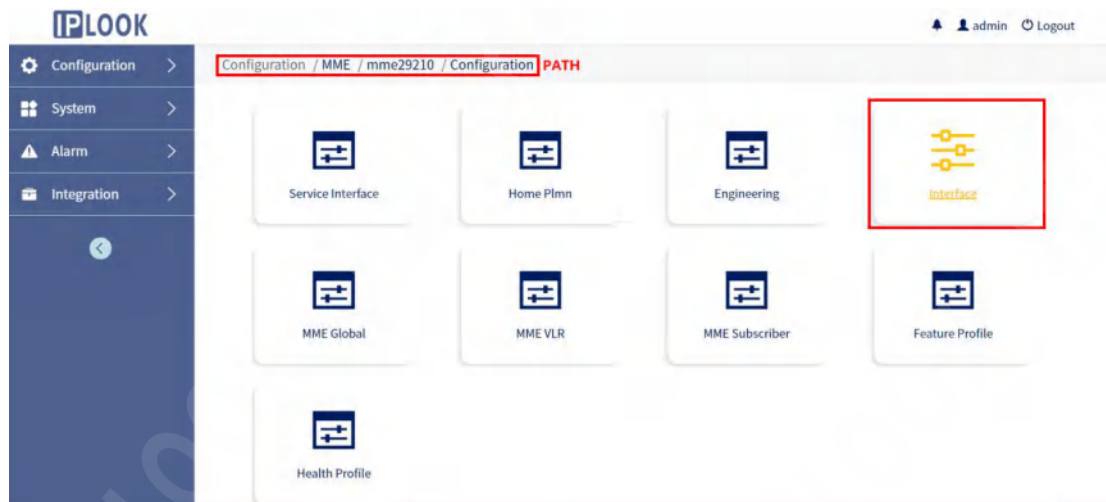 IPLOOK
admin Logout
Configuration
Configuration / MME / mme29210 / Configuration PATH
System
Alarm
Integration
Service Interface Home Plmn Engineering Interface
MME Global MME VLR MME Subscriber Feature Profile
Health Profile